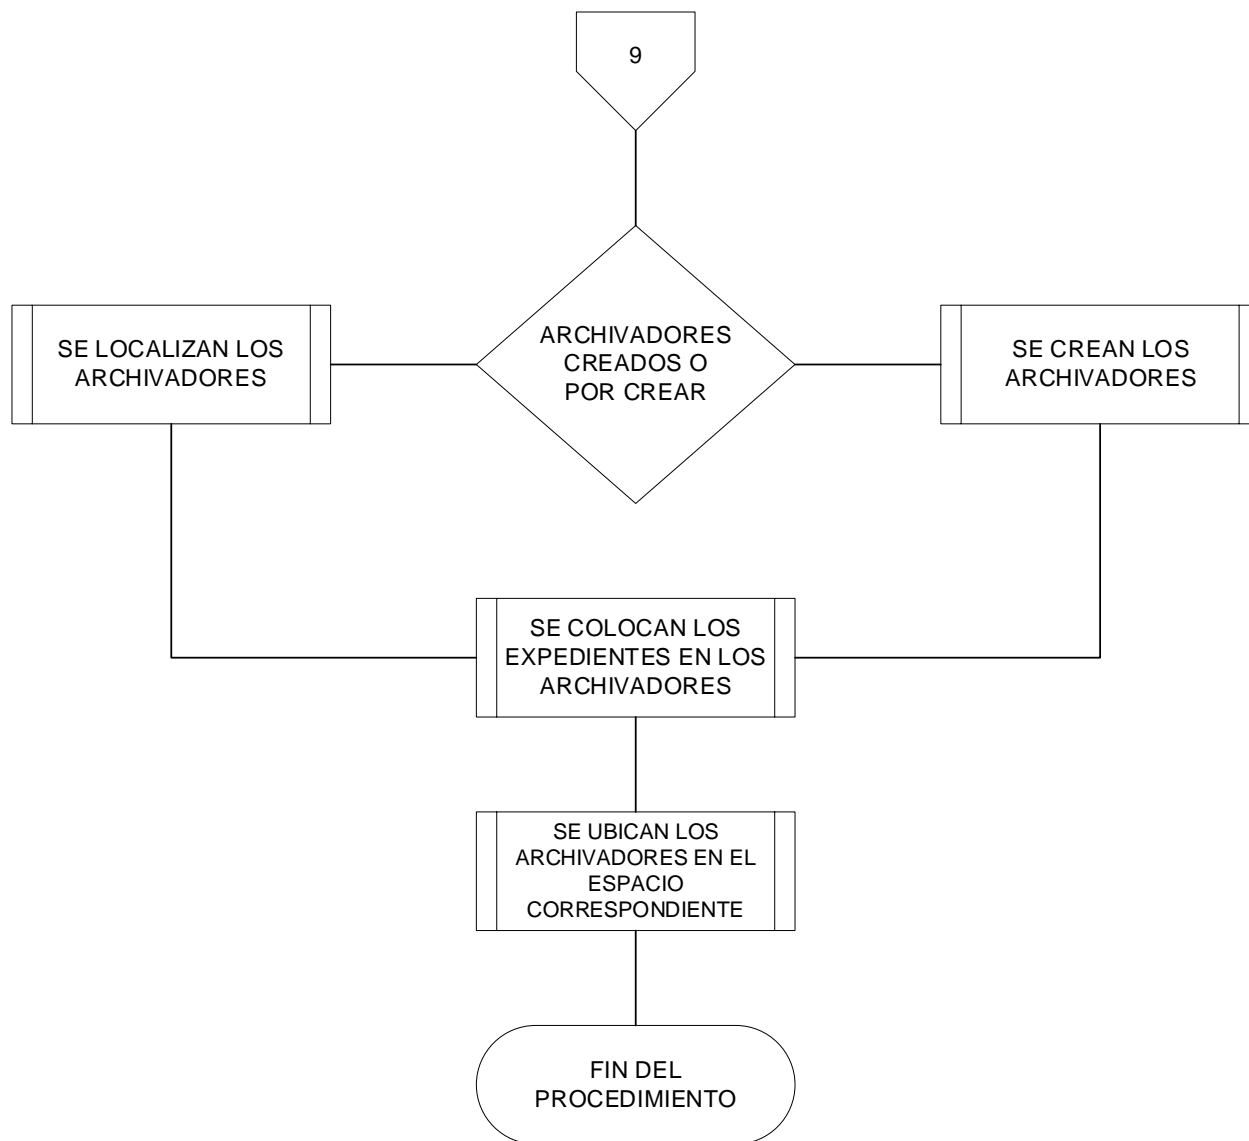 9
ARCHIVADORES
CREADOS O
POR CREAR
SE LOCALIZAN LOS
ARCHIVADORES
SE CREAN LOS
ARCHIVADORES
SE COLOCAN LOS
EXPEDIENTES EN LOS
ARCHIVADORES
SE UBICAN LOS
ARCHIVADORES EN EL
ESPACIO
CORRESPONDIENTE
FIN DEL
PROCEDIMIENTO